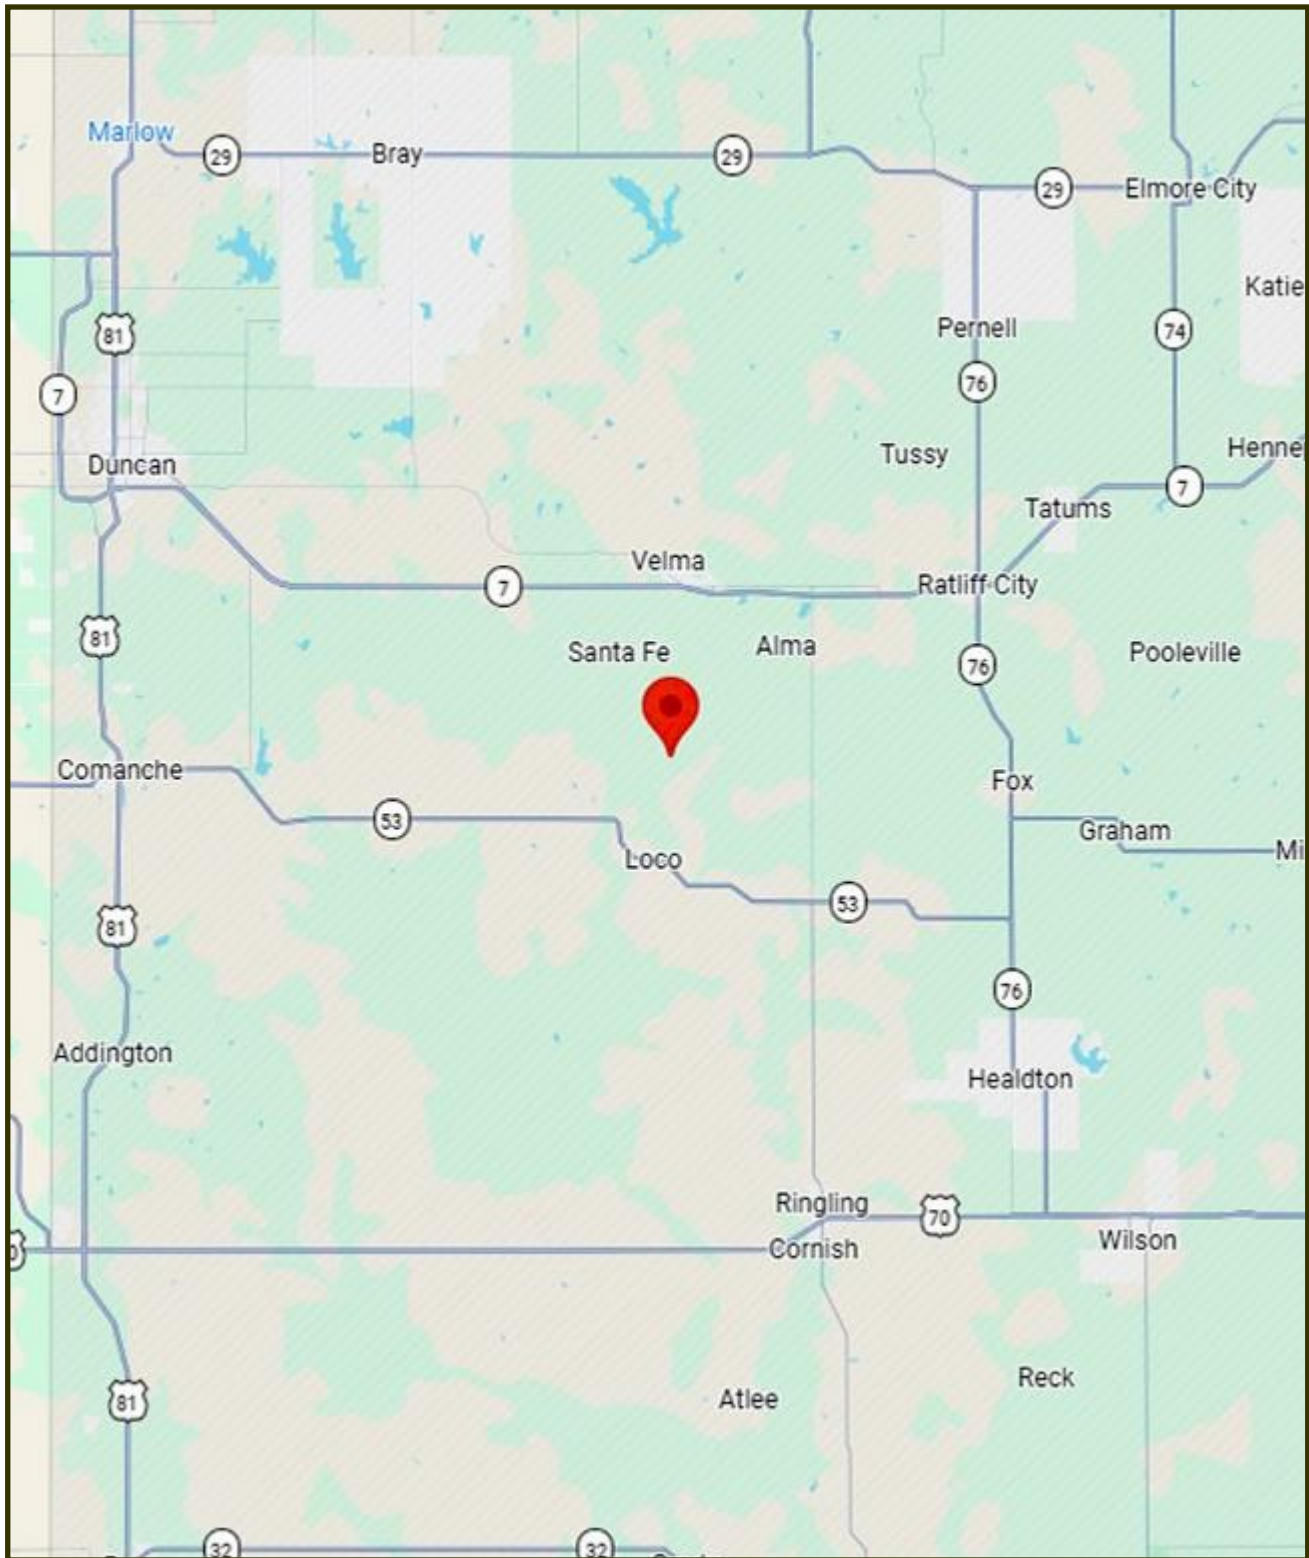 Marlow
29
Bray
29
29
Elmore City
Katie
81
Pernell
74
7
76
Tussy
Henne
Duncan
7
Tatums
Velma
7
Ratliff City
81
Santa Fe
Alma
76
Pooleville
Comanche
Fox
53
Graham
Mi
Loco
53
81
76
Addington
Healdton
Ringling
70
Cornish
Wilson
Reck
Atlee
81
32
32